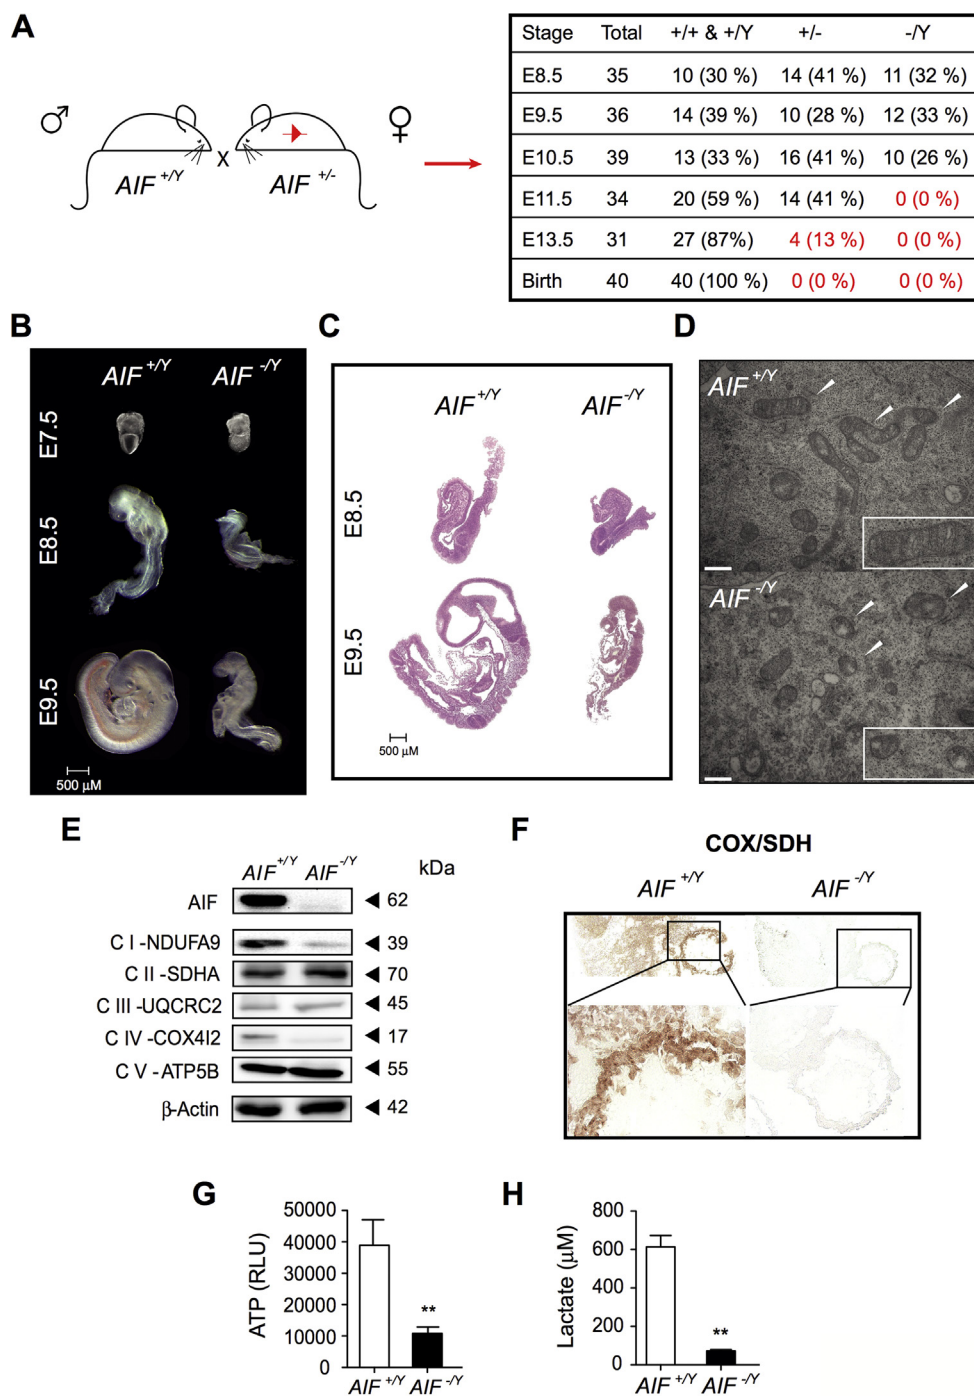 A
♂
♀
AIF +/Y
X
AIF +/-
Stage Total +/+ & +/Y +/- -/Y
E8.5 35 10 (30 %) 14 (41 %) 11 (32 %)
E9.5 36 14 (39 %) 10 (28 %) 12 (33 %)
E10.5 39 13 (33 %) 16 (41 %) 10 (26 %)
E11.5 34 20 (59 %) 14 (41 %) 0 (0 %)
E13.5 31 27 (87%) 4 (13 %) 0 (0 %)
Birth 40 40 (100 %) 0 (0 %) 0 (0 %)
B
AIF +/Y AIF -/Y
E7.5
E8.5
E9.5
500 µM
C
AIF +/Y AIF -/Y
E8.5
E9.5
500 µM
D
AIF +/Y
AIF -/Y
E
AIF +/Y AIF -/Y kDa
AIF 62
C I -NDUFA9 39
C II -SDHA 70
C III -UQCRC2 45
C IV -COX4I2 17
C V -ATP5B 55
β-Actin 42
F
COX/SDH
AIF +/Y AIF -/Y
G
ATP (RLU)
50000
40000
30000
20000
10000
0
**
AIF +/Y AIF -/Y
H
Lactate (µM)
800
600
400
200
0
**
AIF +/Y AIF -/Y